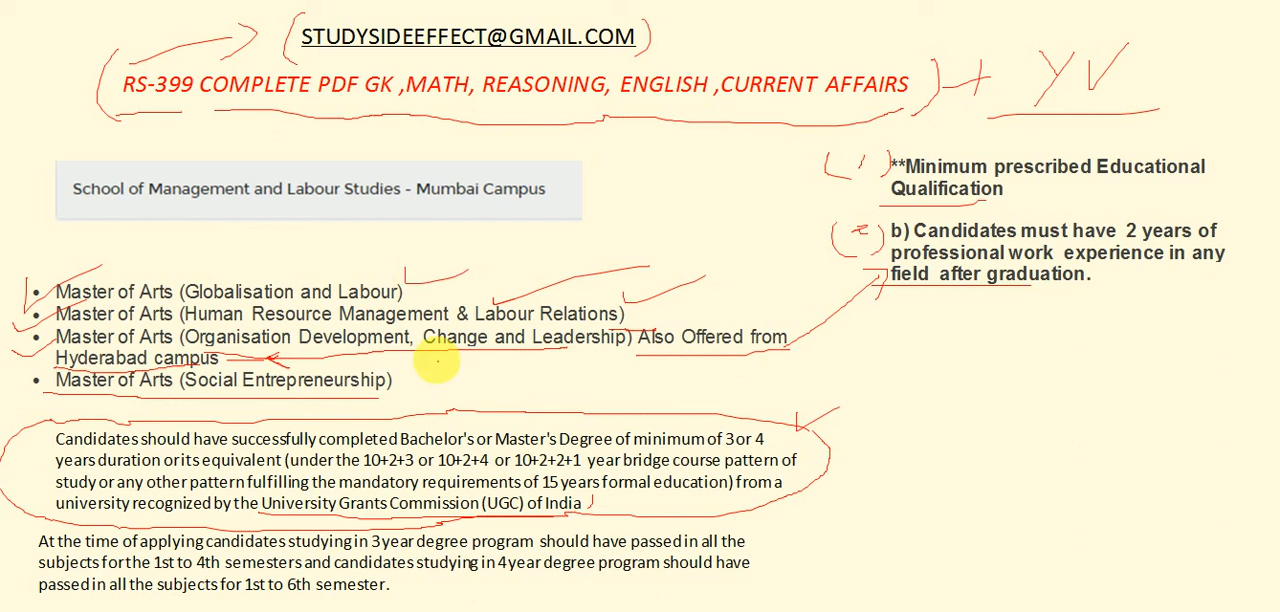 STUDYSIDEEFFECT@GMAIL.COM
RS-399 COMPLETE PDF GK ,MATH, REASONING, ENGLISH ,CURRENT AFFAIRS
+ YV
School of Management and Labour Studies - Mumbai Campus
(1) **Minimum prescribed Educational
Qualification
(2) b) Candidates must have 2 years of
professional work experience in any
field after graduation.
• Master of Arts (Globalisation and Labour)
• Master of Arts (Human Resource Management & Labour Relations)
• Master of Arts (Organisation Development, Change and Leadership) Also Offered from
Hyderabad campus
• Master of Arts (Social Entrepreneurship)
Candidates should have successfully completed Bachelor's or Master's Degree of minimum of 3 or 4
years duration or its equivalent (under the 10+2+3 or 10+2+4 or 10+2+2+1 year bridge course pattern of
study or any other pattern fulfilling the mandatory requirements of 15 years formal education) from a
university recognized by the University Grants Commission (UGC) of India
At the time of applying candidates studying in 3 year degree program should have passed in all the
subjects for the 1st to 4th semesters and candidates studying in 4 year degree program should have
passed in all the subjects for 1st to 6th semester.